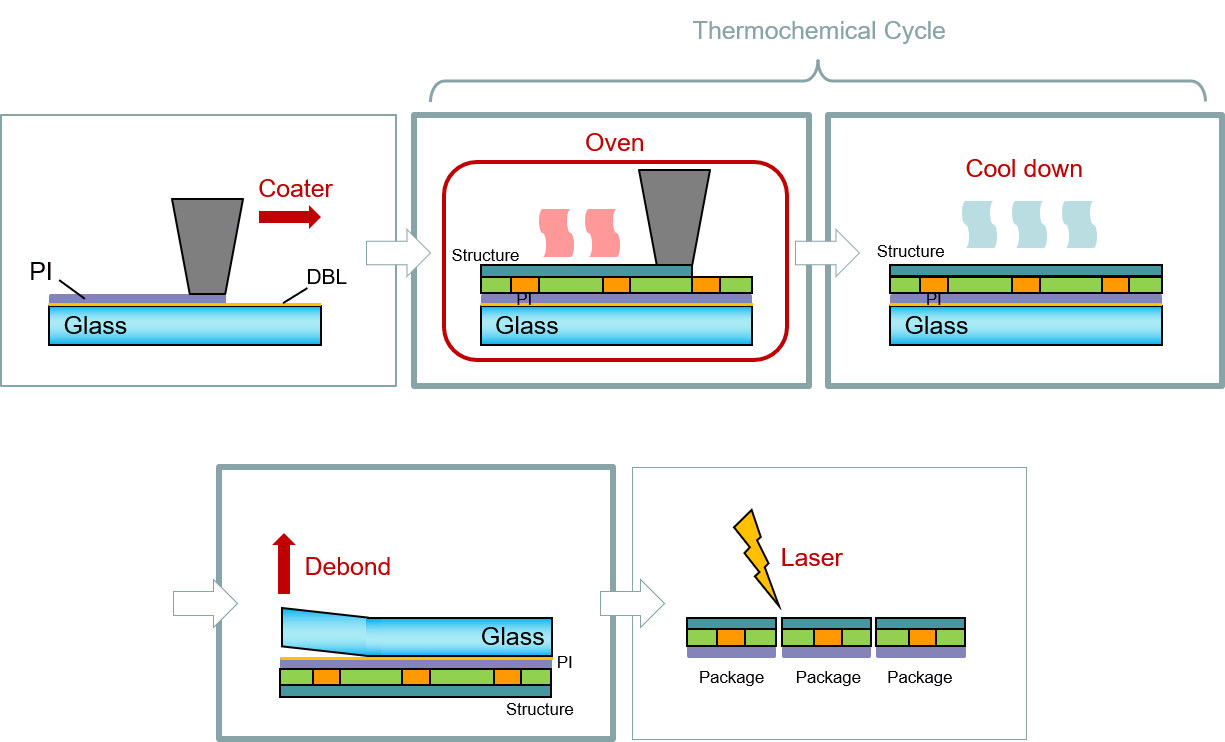 Thermochemical Cycle
Coater
PI
DBL
Glass
Oven
Structure
PI
Glass
Cool down
Structure
PI
Glass
Debond
Glass
PI
Structure
Laser
Package
Package
Package